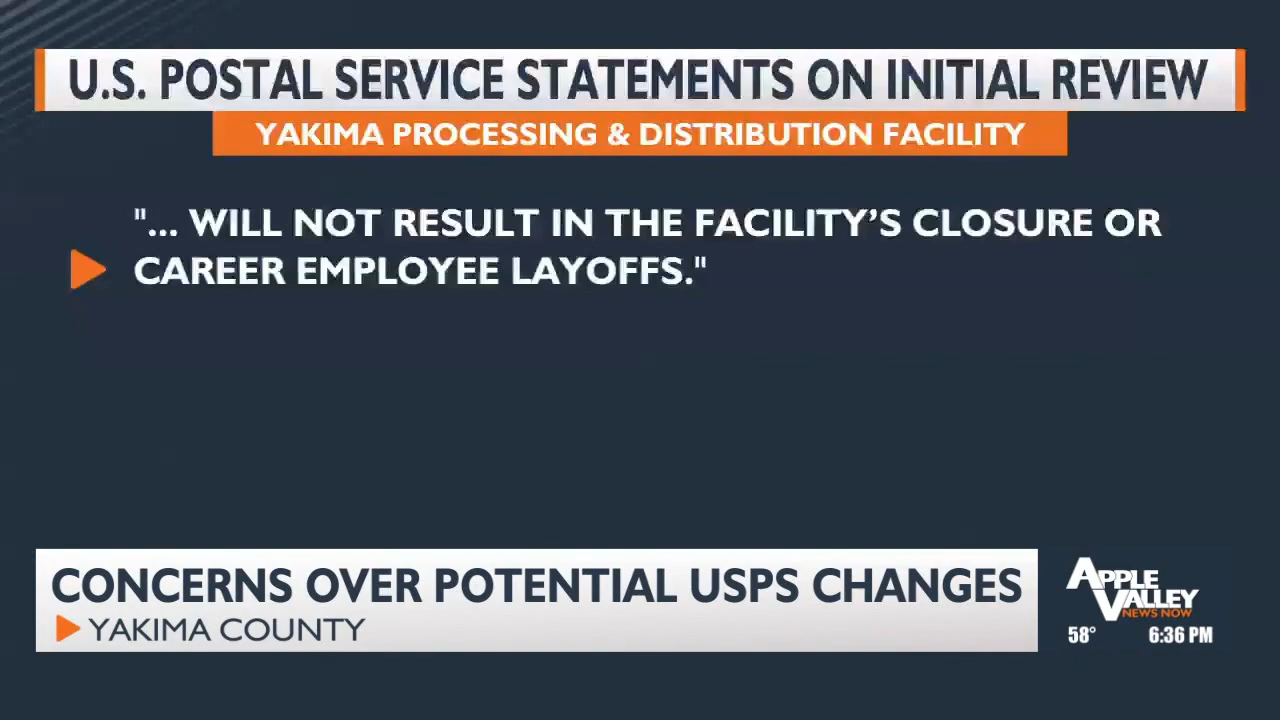 U.S. POSTAL SERVICE STATEMENTS ON INITIAL REVIEW
YAKIMA PROCESSING & DISTRIBUTION FACILITY
"... WILL NOT RESULT IN THE FACILITY’S CLOSURE OR
CAREER EMPLOYEE LAYOFFS."
CONCERNS OVER POTENTIAL USPS CHANGES
YAKIMA COUNTY
APPLE
VALLEY
NEWS NOW
58° 6:36 PM